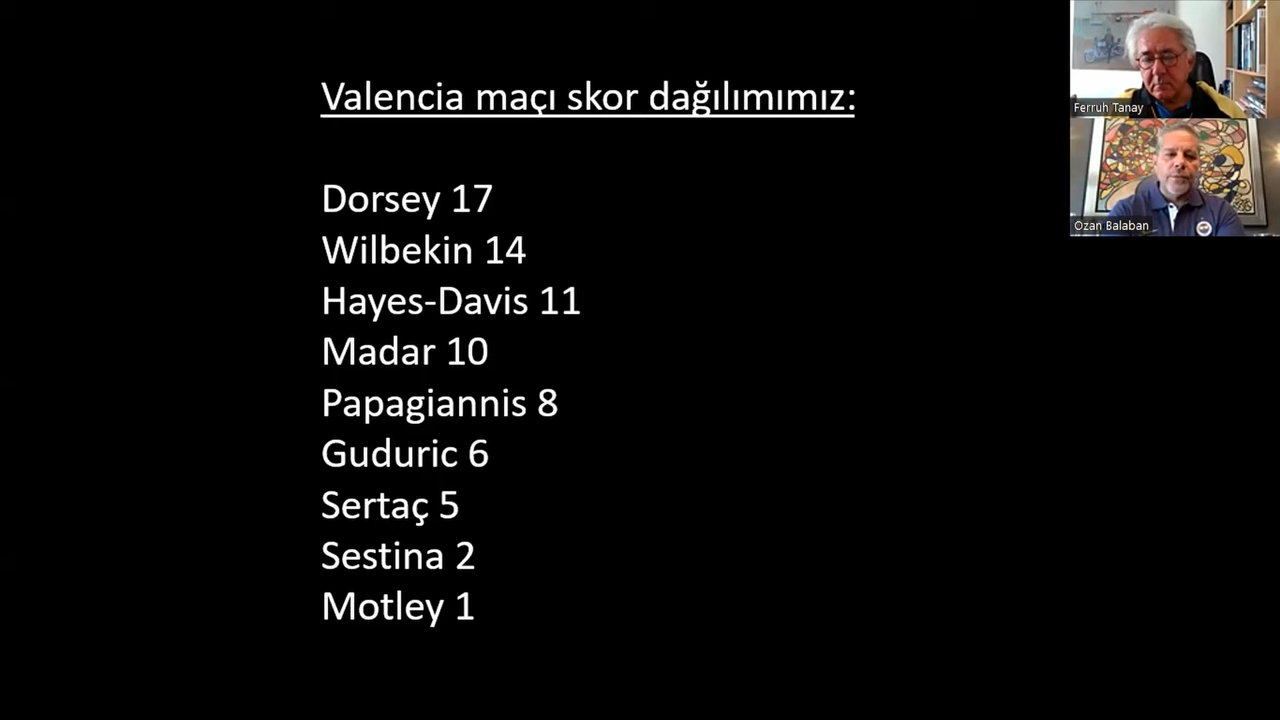 Valencia maçı skor dağılımımız:
Dorsey 17
Wilbekin 14
Hayes-Davis 11
Madar 10
Papagiannis 8
Guduric 6
Sertaç 5
Sestina 2
Motley 1
Ferruh Tanay
Ozan Balaban